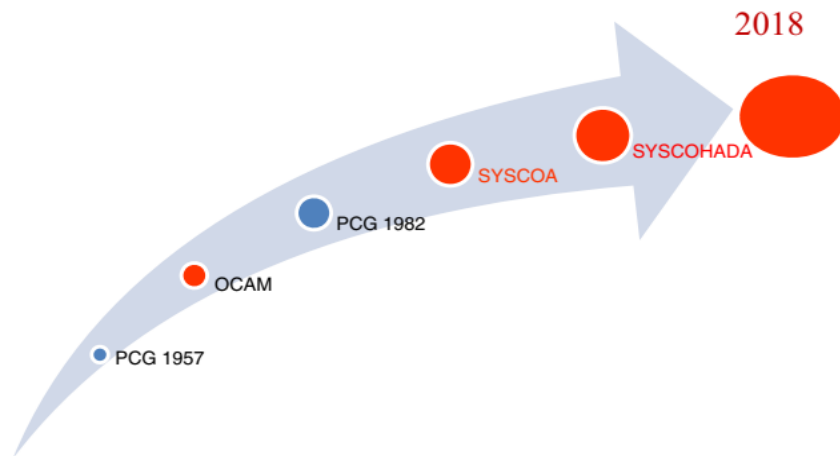 2018
SYSCOHADA
SYSCOA
PCG 1982
OCAM
PCG 1957